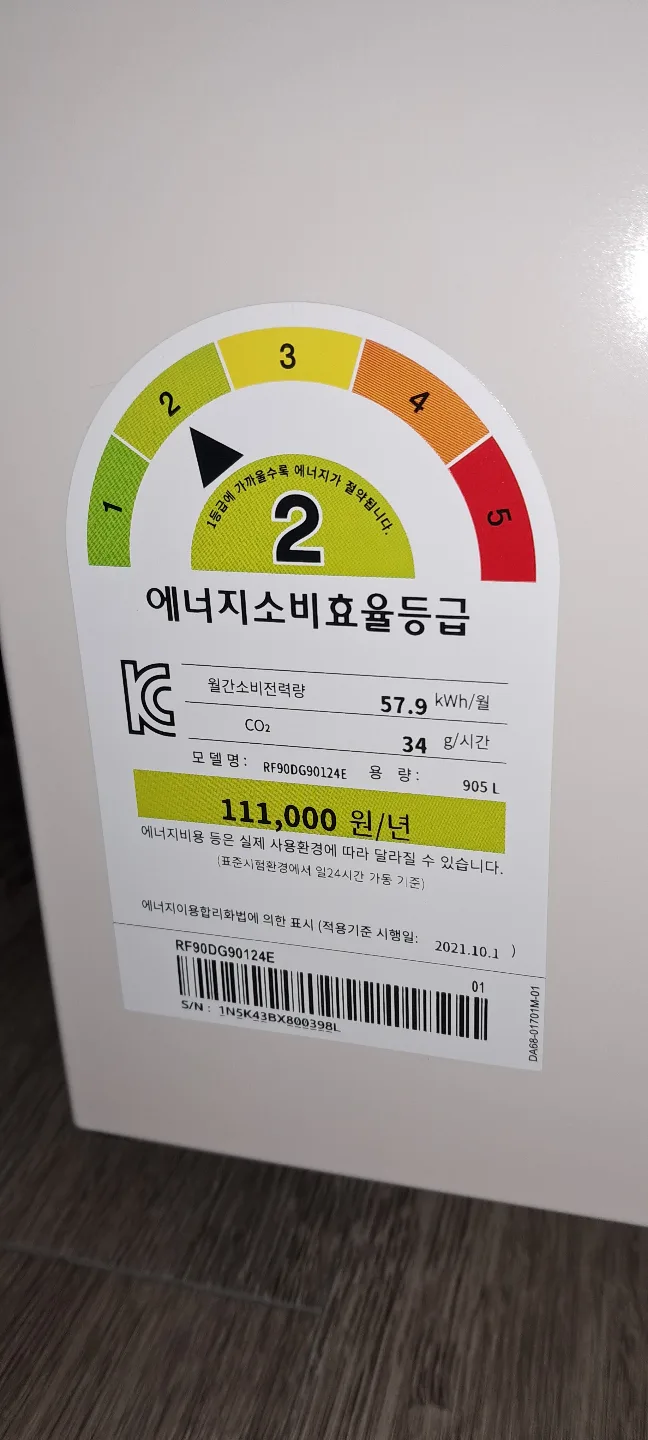 1 2 3 4 5
1등급에 가까울수록 에너지가 절약됩니다.
2
에너지소비효율등급
월간소비전력량 57.9 kWh/월
CO₂ 34 g/시간
모 델 명 : RF90DG90124E 용 량 : 905 L
111,000 원/년
에너지비용 등은 실제 사용환경에 따라 달라질 수 있습니다.
(표준시험환경에서 일24시간 가동 기준)
에너지이용합리화법에 의한 표시 (적용기준 시행일: 2021.10.1 )
RF90DG90124E 01
S/N : 1N5K43BX800398L
DA68-01701M-01